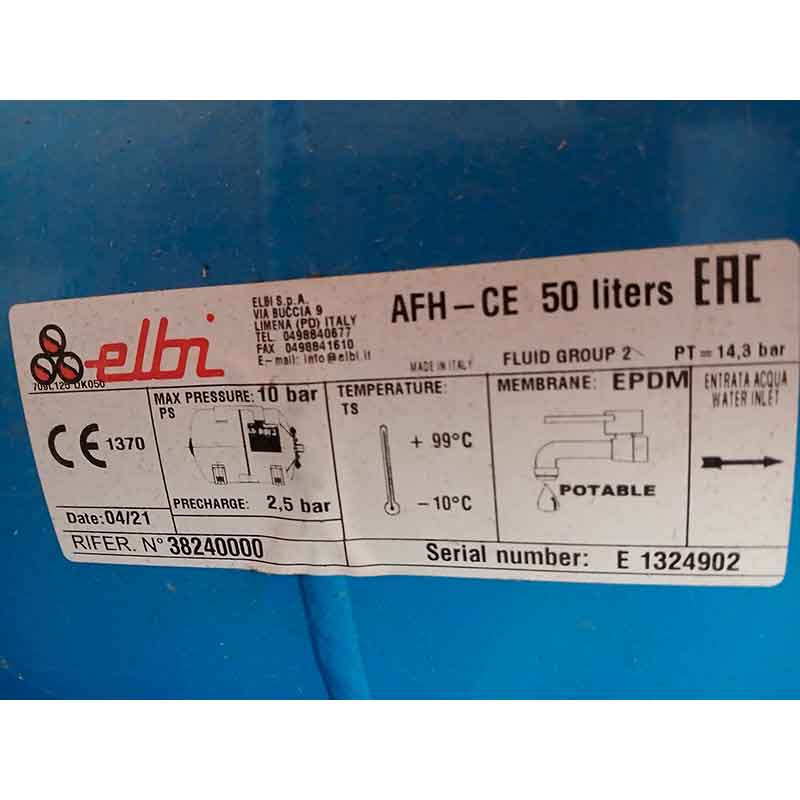 elbi
709L125 UK050
ELBI S.p.A.
VIA BUCCIA 9
LIMENA (PD) ITALY
TEL. 0498840677
FAX 0498841610
E-mail: info@elbi.it
AFH-CE 50 liters EAC
MADE IN ITALY FLUID GROUP 2 PT = 14,3 bar
CE 1370
Date: 04/21
MAX PRESSURE: 10 bar
PS
PRECHARGE: 2,5 bar
TEMPERATURE:
TS
+ 99°C
- 10°C
MEMBRANE: EPDM
POTABLE
ENTRATA ACQUA
WATER INLET
RIFER. N° 38240000
Serial number: E 1324902